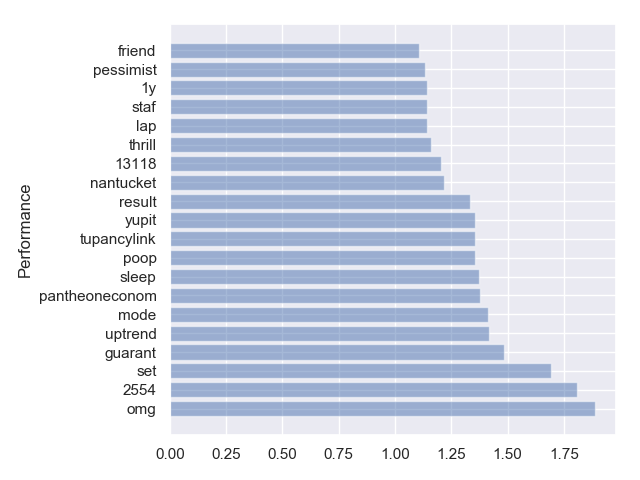 friend
pessimist
1y
staf
lap
thrill
13118
nantucket
result
yupit
tupancylink
poop
sleep
pantheoneconom
mode
uptrend
guarant
set
2554
omg
Performance
0.00 0.25 0.50 0.75 1.00 1.25 1.50 1.75